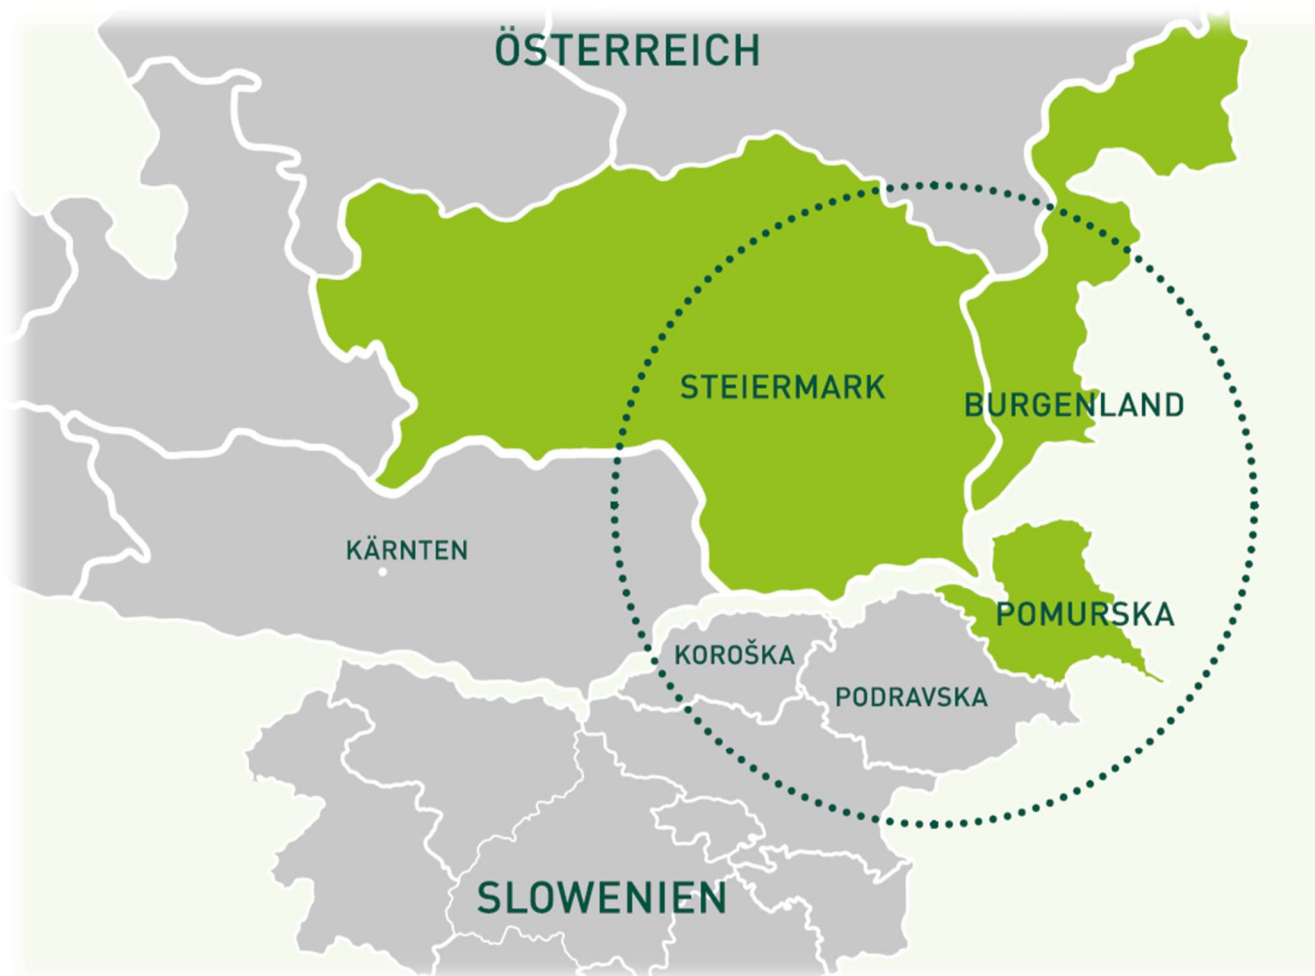 ÖSTERREICH
STEIERMARK
BURGENLAND
KÄRNTEN
POMURSKA
KOROŠKA
PODRAVSKA
SLOWENIEN